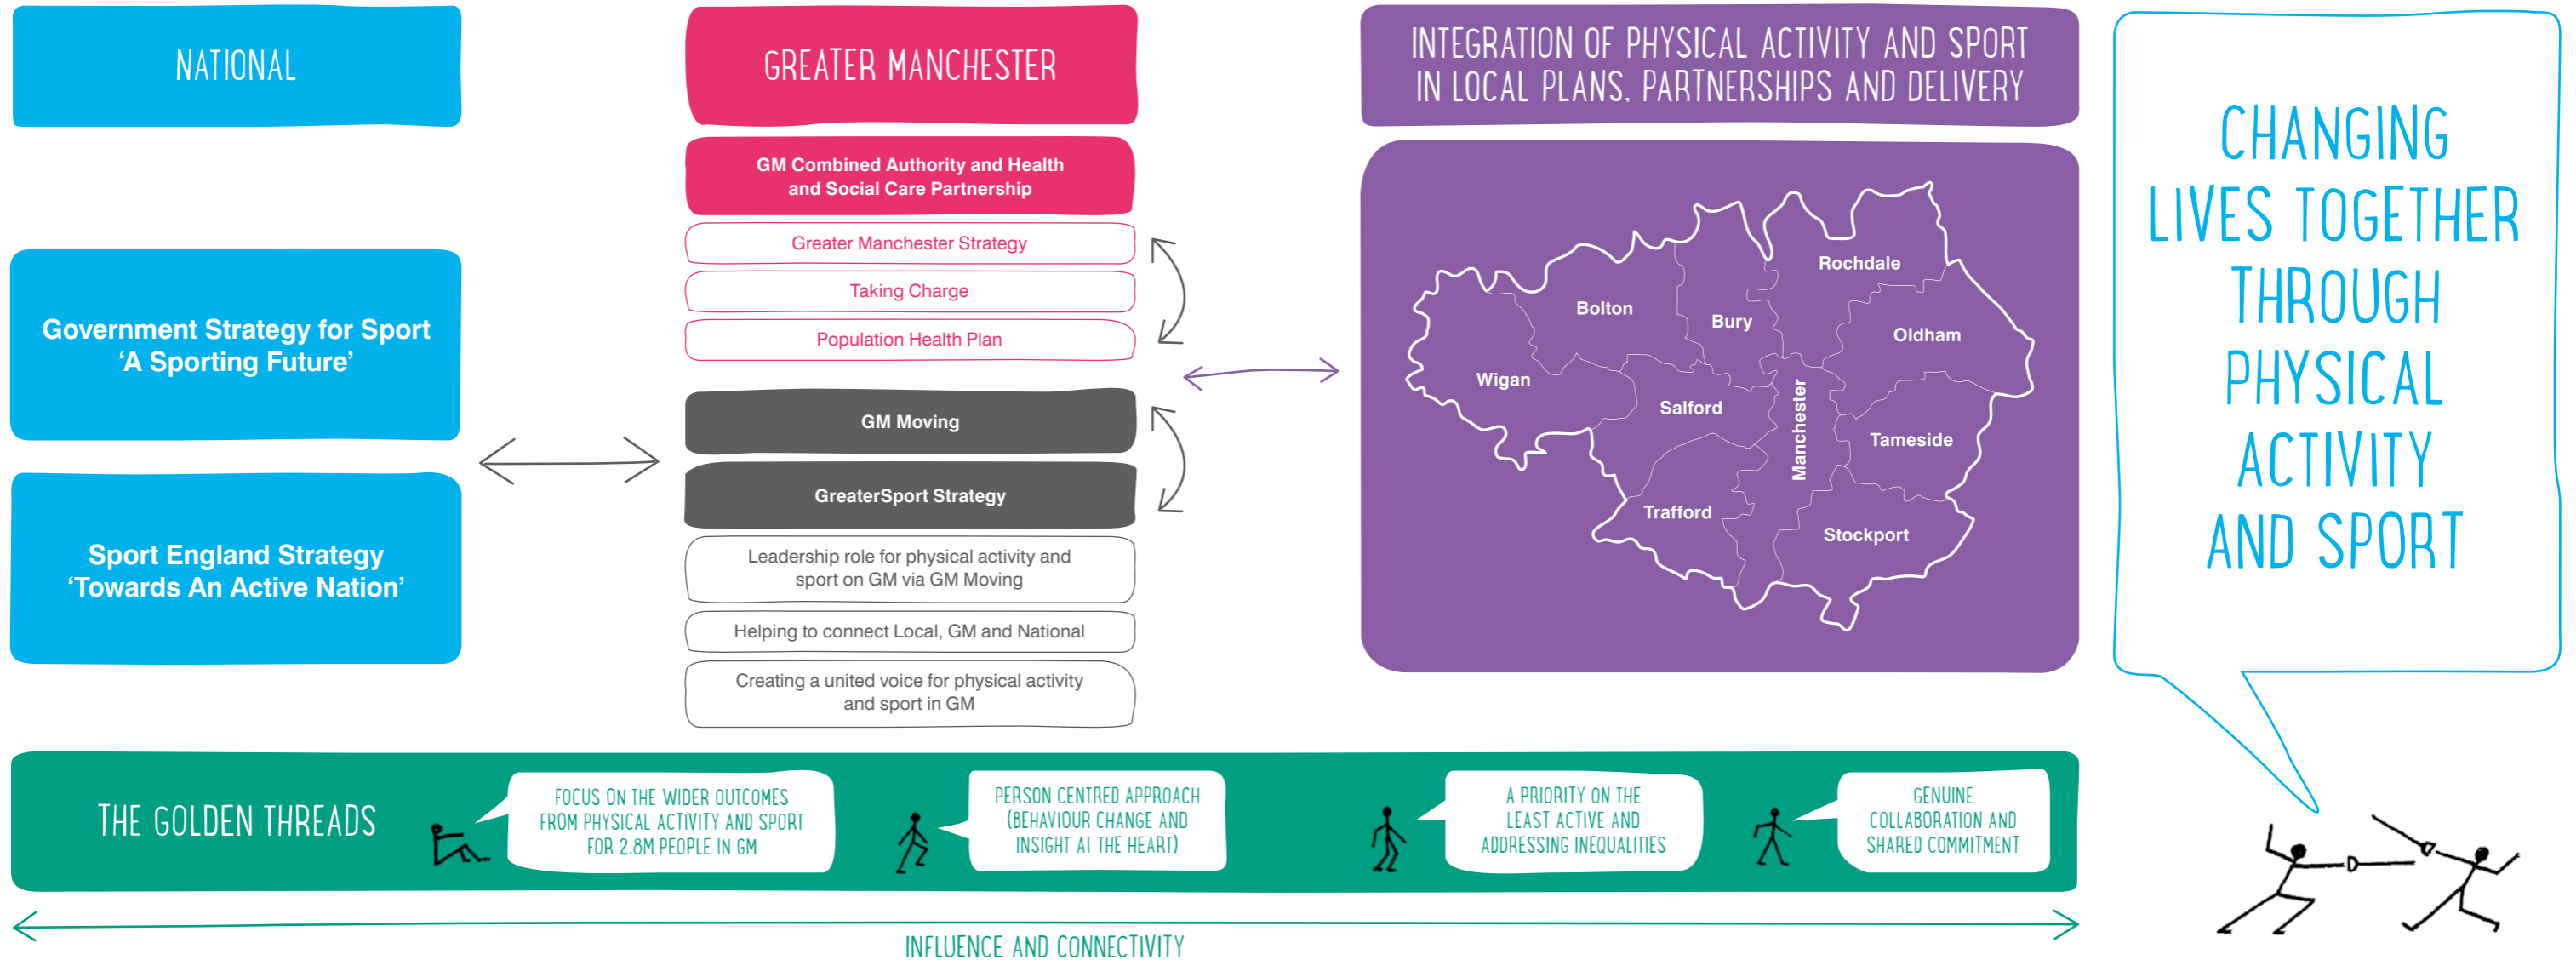 NATIONAL
Government Strategy for Sport
‘A Sporting Future’
Sport England Strategy
‘Towards An Active Nation’
GREATER MANCHESTER
GM Combined Authority and Health
and Social Care Partnership
Greater Manchester Strategy
Taking Charge
Population Health Plan
GM Moving
GreaterSport Strategy
Leadership role for physical activity and
sport on GM via GM Moving
Helping to connect Local, GM and National
Creating a united voice for physical activity
and sport in GM
INTEGRATION OF PHYSICAL ACTIVITY AND SPORT
IN LOCAL PLANS, PARTNERSHIPS AND DELIVERY
Rochdale
Bolton
Bury
Oldham
Wigan
Salford
Manchester
Tameside
Trafford
Stockport
CHANGING
LIVES TOGETHER
THROUGH
PHYSICAL
ACTIVITY
AND SPORT
THE GOLDEN THREADS
FOCUS ON THE WIDER OUTCOMES
FROM PHYSICAL ACTIVITY AND SPORT
FOR 2.8M PEOPLE IN GM
PERSON CENTRED APPROACH
(BEHAVIOUR CHANGE AND
INSIGHT AT THE HEART)
A PRIORITY ON THE
LEAST ACTIVE AND
ADDRESSING INEQUALITIES
GENUINE
COLLABORATION AND
SHARED COMMITMENT
INFLUENCE AND CONNECTIVITY